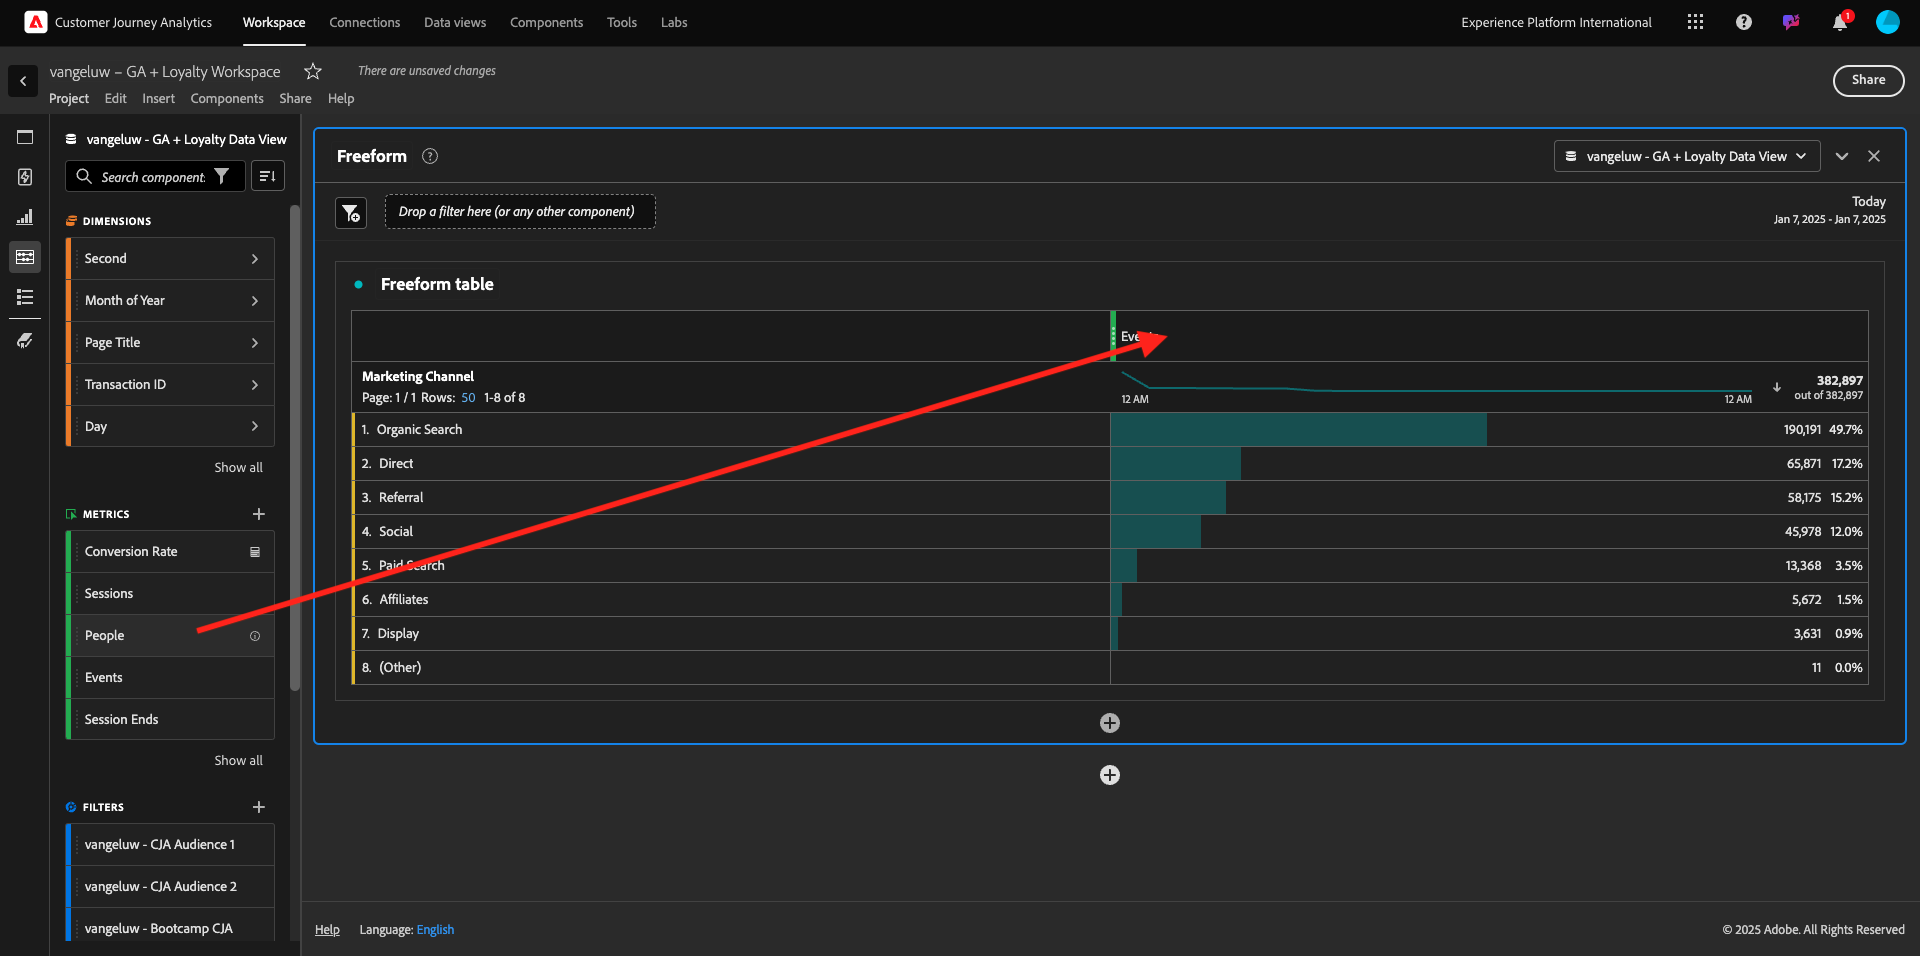 Customer Journey Analytics
Workspace
Connections
Data views
Components
Tools
Labs
Experience Platform International
1
vangeluw – GA + Loyalty Workspace
There are unsaved changes
Project
Edit
Insert
Components
Share
Help
Share
vangeluw - GA + Loyalty Data View
Search component
DIMENSIONS
Second
Month of Year
Page Title
Transaction ID
Day
Show all
METRICS
Conversion Rate
Sessions
People
Events
Session Ends
Show all
FILTERS
vangeluw - CJA Audience 1
vangeluw - CJA Audience 2
vangeluw - Bootcamp CJA
Freeform
vangeluw - GA + Loyalty Data View
Drop a filter here (or any other component)
Today
Jan 7, 2025 - Jan 7, 2025
Freeform table
Events
Marketing Channel
Page: 1 / 1 Rows: 50 1-8 of 8
12 AM
12 AM
382,897
out of 382,897
1. Organic Search 190,191 49.7%
2. Direct 65,871 17.2%
3. Referral 58,175 15.2%
4. Social 45,978 12.0%
5. Paid Search 13,368 3.5%
6. Affiliates 5,672 1.5%
7. Display 3,631 0.9%
8. (Other) 11 0.0%
Help
Language: English
© 2025 Adobe. All Rights Reserved